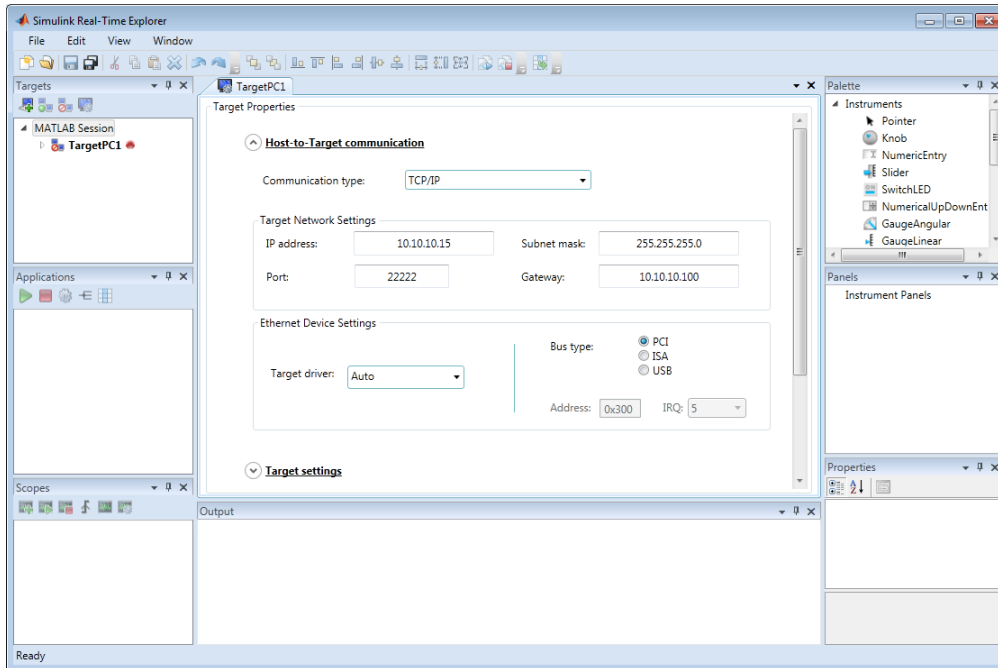 Simulink Real-Time Explorer
File Edit View Window
Targets
MATLAB Session
TargetPC1
Applications
Scopes
TargetPC1
Target Properties
Host-to-Target communication
Communication type: TCP/IP
Target Network Settings
IP address: 10.10.10.15 Subnet mask: 255.255.255.0
Port: 22222 Gateway: 10.10.10.100
Ethernet Device Settings
Bus type: PCI
ISA
USB
Target driver: Auto
Address: 0x300 IRQ: 5
Target settings
Output
Palette
Instruments
Pointer
Knob
NumericEntry
Slider
SwitchLED
NumericalUpDownEnt
GaugeAngular
GaugeLinear
Panels
Instrument Panels
Properties
Ready